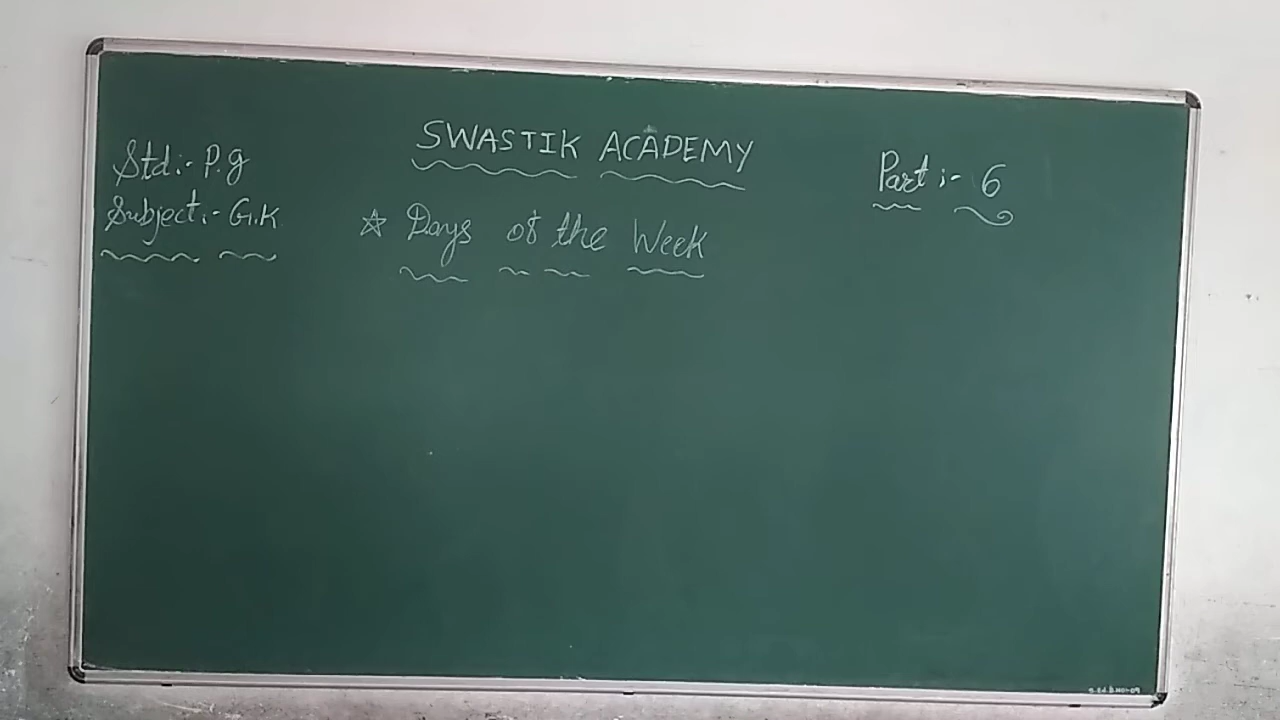 SWASTIK ACADEMY
Std:- P.g
Subject:- G.K
Part:- 6
☆ Days of the Week